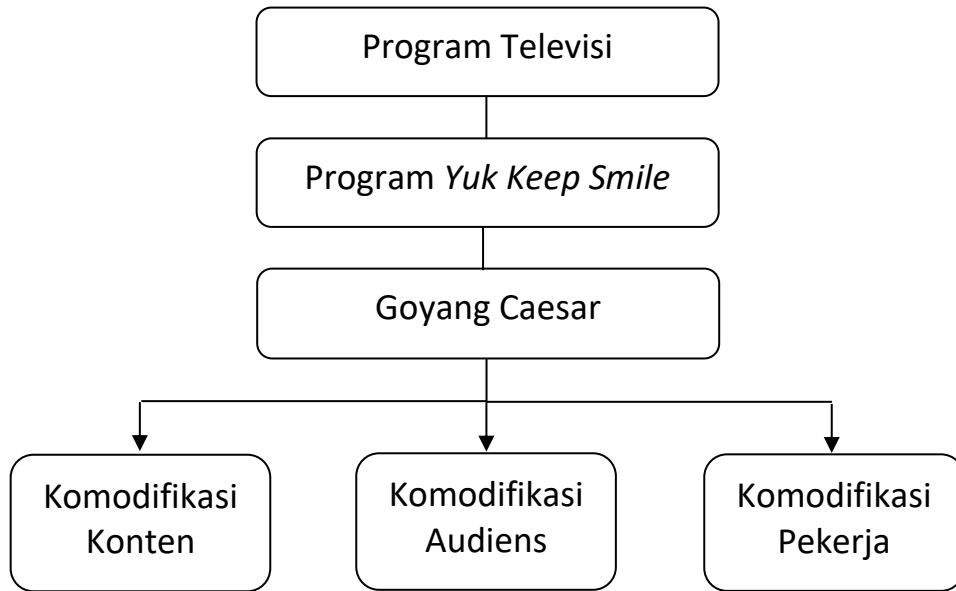 Program Televisi
Program Yuk Keep Smile
Goyang Caesar
Komodifikasi
Konten
Komodifikasi
Audiens
Komodifikasi
Pekerja